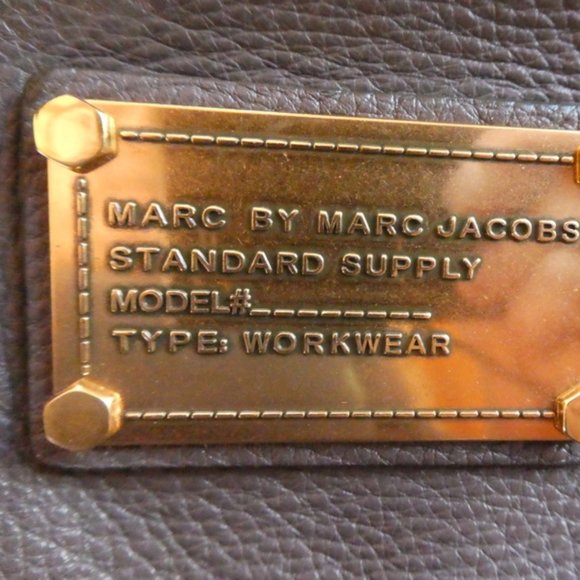 MARC BY MARC JACOBS
STANDARD SUPPLY
MODEL#_________
TYPE: WORKWEAR